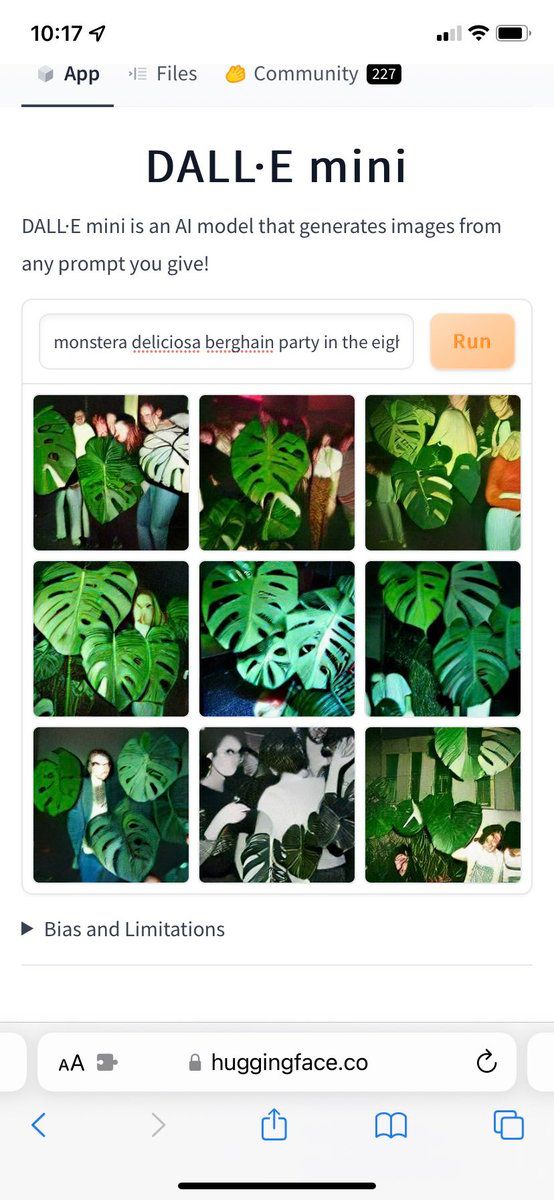 10:17
App Files Community 227
DALL·E mini
DALL·E mini is an AI model that generates images from
any prompt you give!
monstera deliciosa berghain party in the eigh
Run
Bias and Limitations
AA huggingface.co